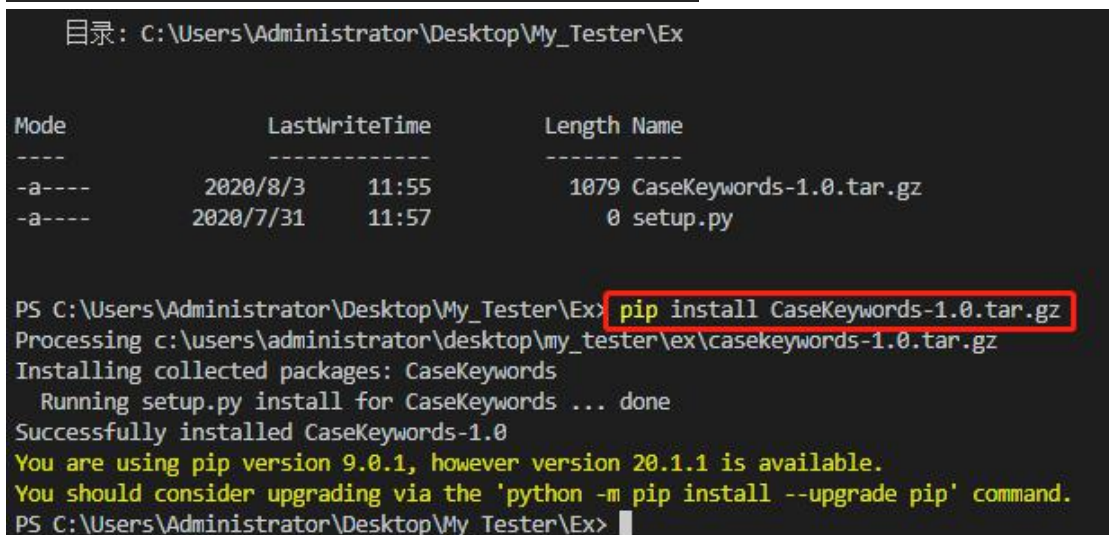 目录: C:\Users\Administrator\Desktop\My_Tester\Ex
Mode                LastWriteTime         Length Name
----                -------------         ------ ----
-a----         2020/8/3     11:55           1079 CaseKeywords-1.0.tar.gz
-a----        2020/7/31     11:57              0 setup.py
PS C:\Users\Administrator\Desktop\My_Tester\Ex> pip install CaseKeywords-1.0.tar.gz
Processing c:\users\administrator\desktop\my_tester\ex\casekeywords-1.0.tar.gz
Installing collected packages: CaseKeywords
  Running setup.py install for CaseKeywords ... done
Successfully installed CaseKeywords-1.0
You are using pip version 9.0.1, however version 20.1.1 is available.
You should consider upgrading via the 'python -m pip install --upgrade pip' command.
PS C:\Users\Administrator\Desktop\My_Tester\Ex>